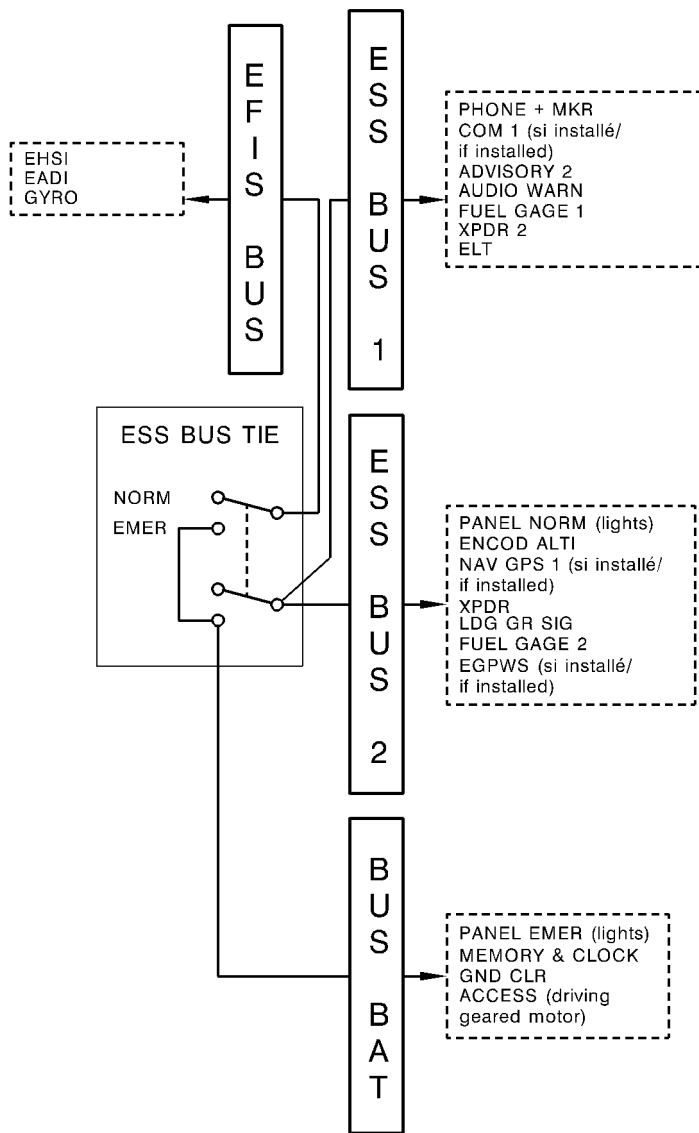 EFIS BUS
ESS BUS 1
EHSI
EADI
GYRO
PHONE + MKR
COM 1 (si installé/
if installed)
ADVISORY 2
AUDIO WARN
FUEL GAGE 1
XPDR 2
ELT
ESS BUS TIE
NORM
EMER
ESS BUS 2
PANEL NORM (lights)
ENCOD ALTI
NAV GPS 1 (si installé/
if installed)
XPDR
LDG GR SIG
FUEL GAGE 2
EGPWS (si installé/
if installed)
BUS BAT
PANEL EMER (lights)
MEMORY & CLOCK
GND CLR
ACCESS (driving
geared motor)